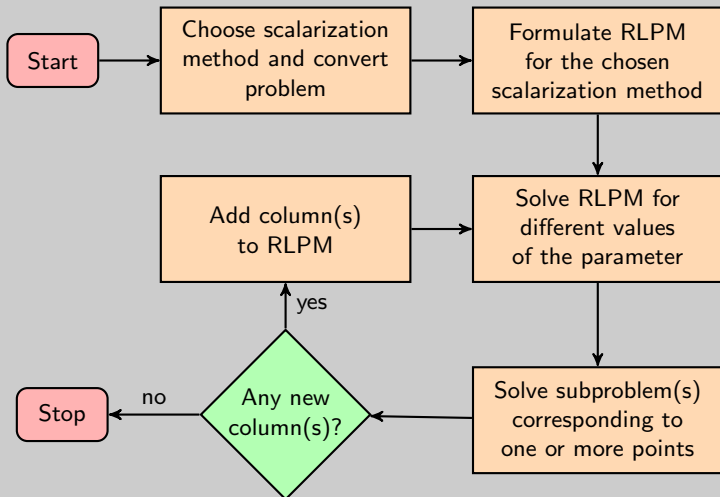 Start
Choose scalarization
method and convert
problem
Formulate RLPM
for the chosen
scalarization method
Add column(s)
to RLPM
Solve RLPM for
different values
of the parameter
yes
Stop
no
Any new
column(s)?
Solve subproblem(s)
corresponding to
one or more points